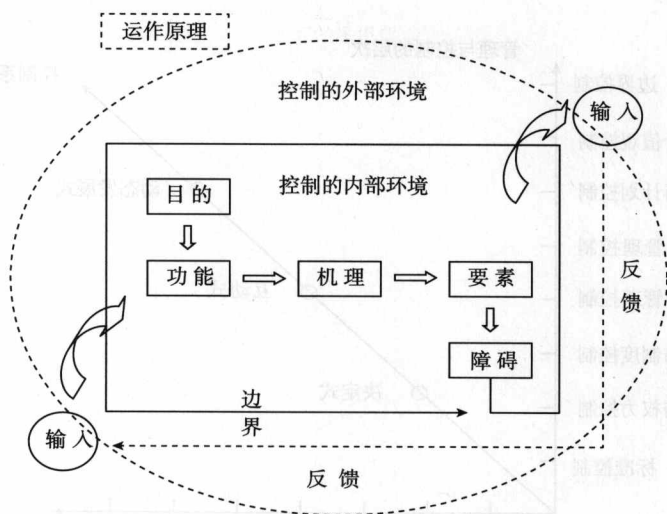 运作原理
控制的外部环境
输入
控制的内部环境
目的
功能
机理
要素
障碍
反馈
边界
输入
反馈